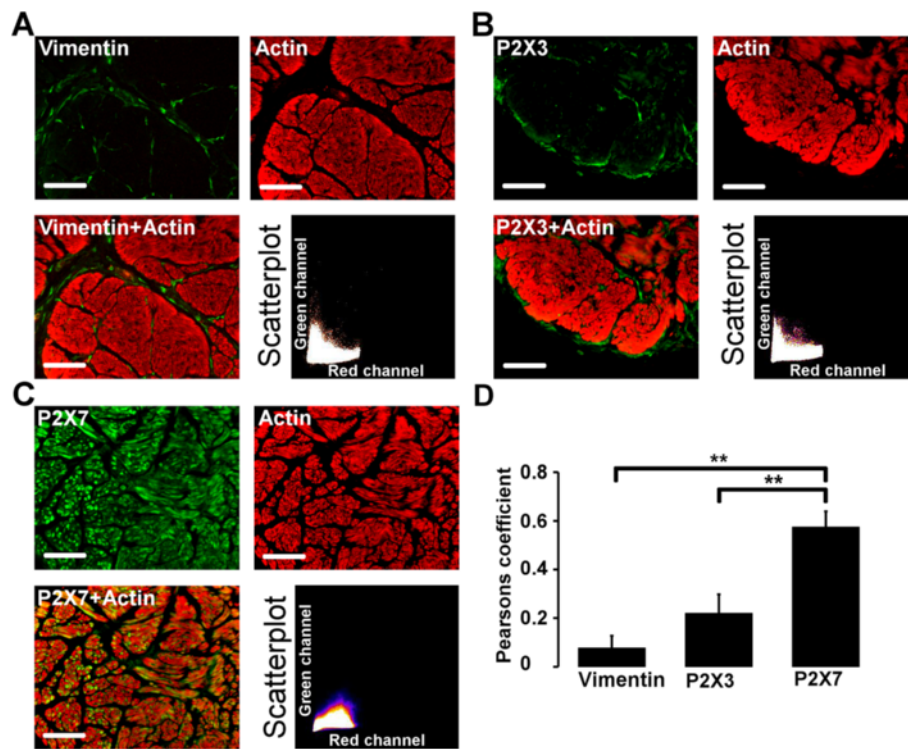 A
Vimentin
Actin
Vimentin+Actin
Scatterplot
Green channel
Red channel
B
P2X3
Actin
P2X3+Actin
Scatterplot
Green channel
Red channel
C
P2X7
Actin
P2X7+Actin
Scatterplot
Green channel
Red channel
D
Pearsons coefficient
0.8
0.6
0.4
0.2
0
**
**
Vimentin
P2X3
P2X7